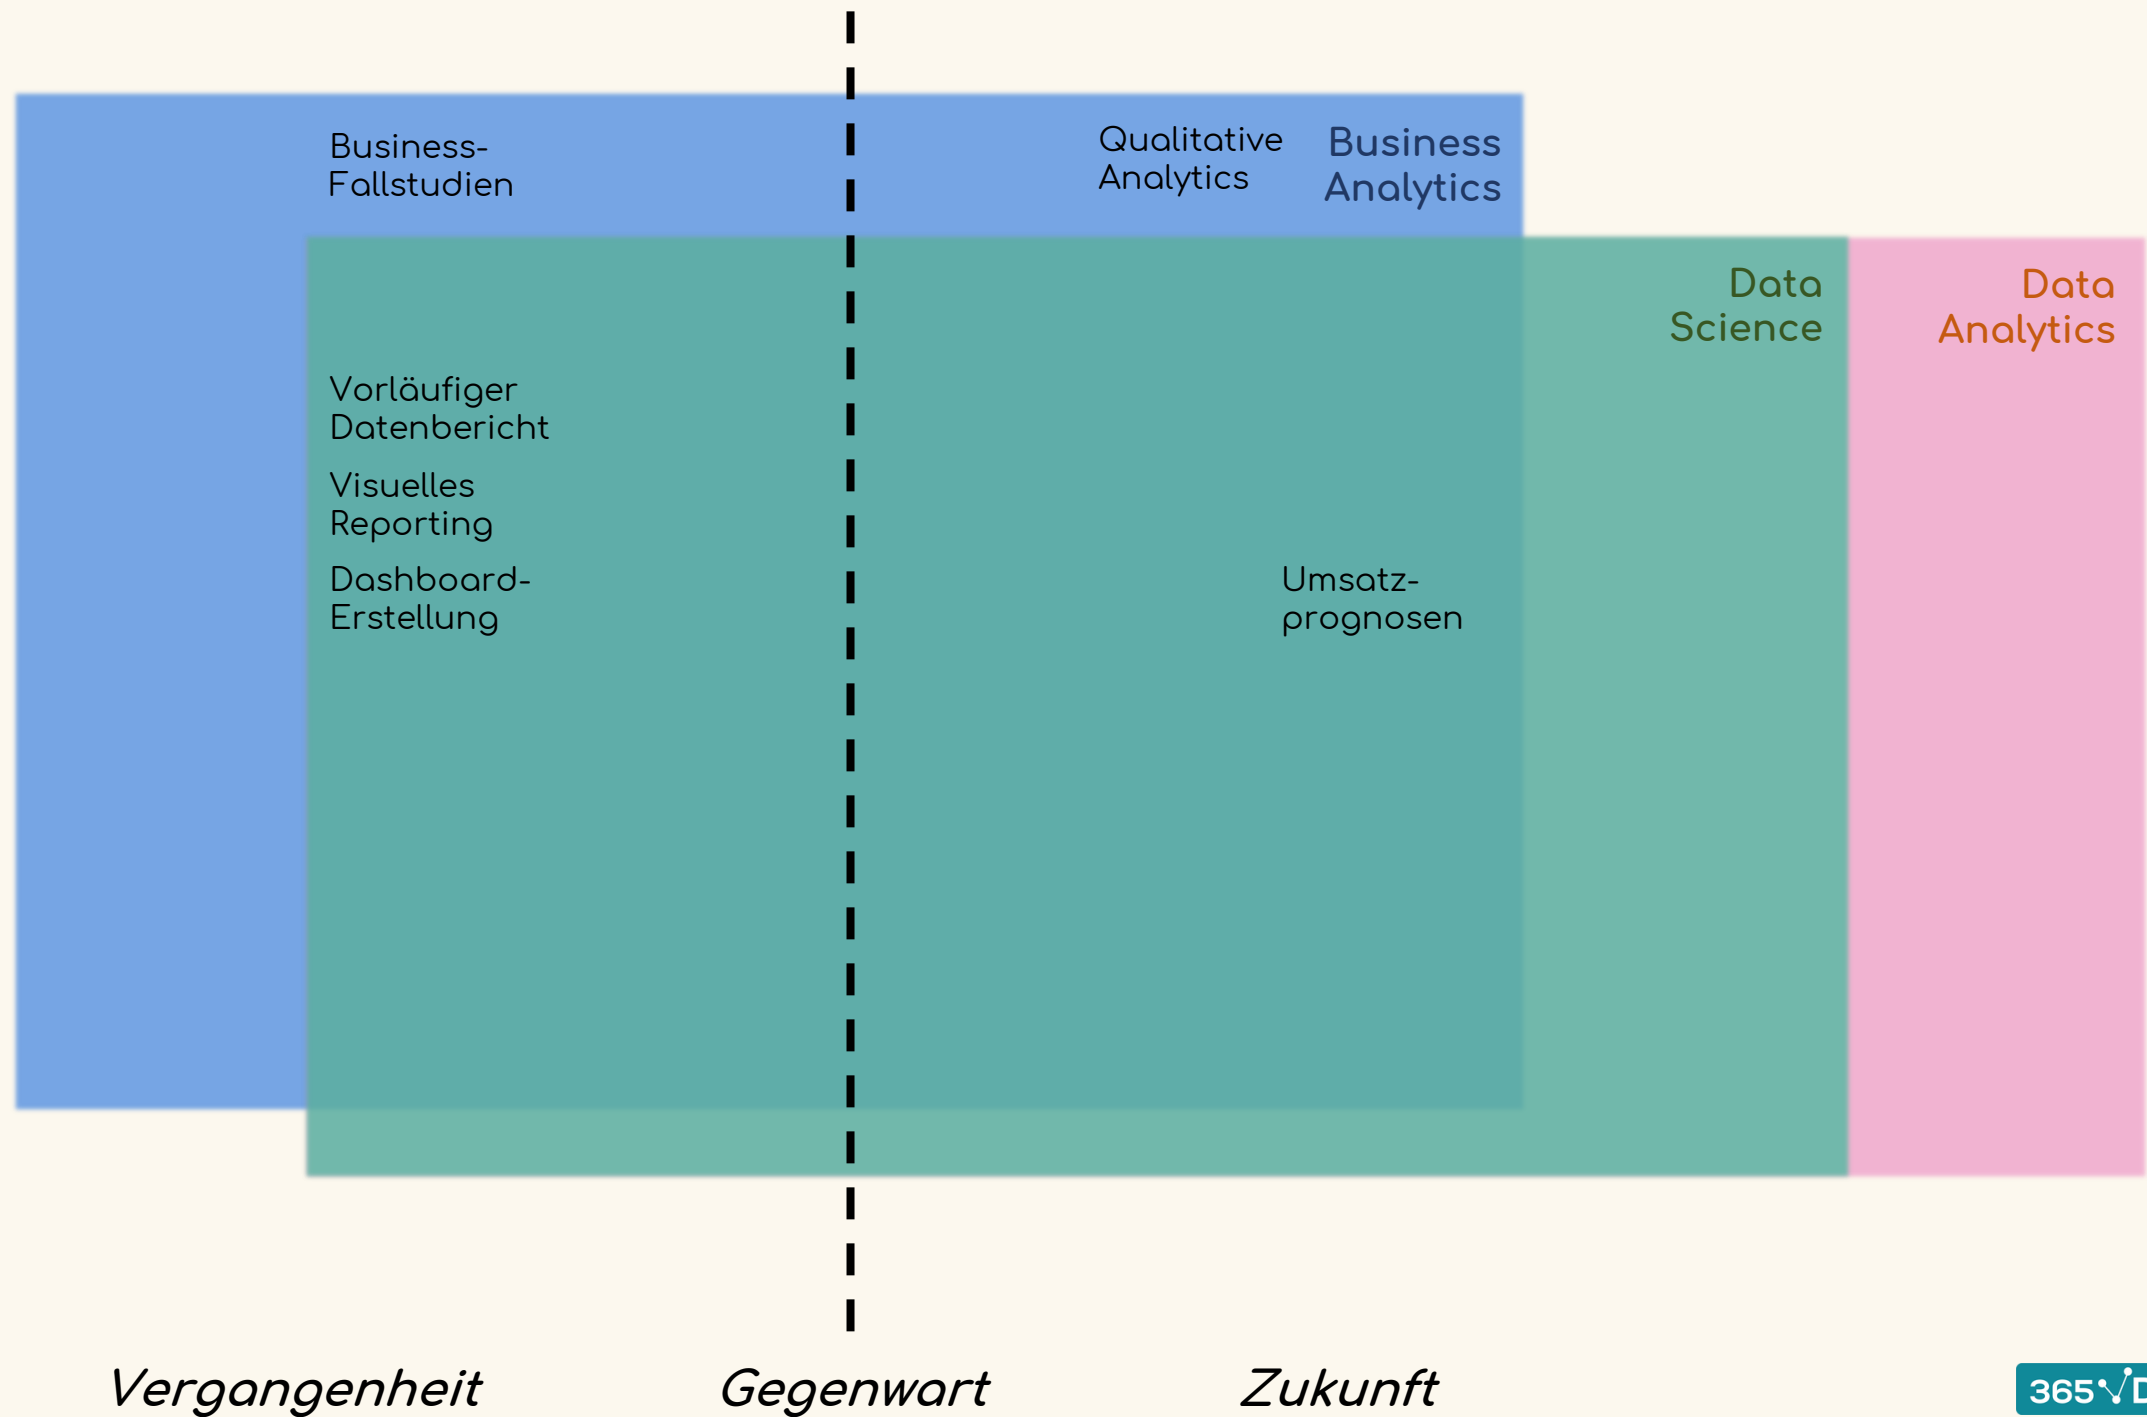 Business-
Fallstudien
Qualitative
Analytics
Business
Analytics
Data
Science
Data
Analytics
Vorläufiger
Datenbericht
Visuelles
Reporting
Dashboard-
Erstellung
Umsatz-
prognosen
Vergangenheit
Gegenwart
Zukunft
365